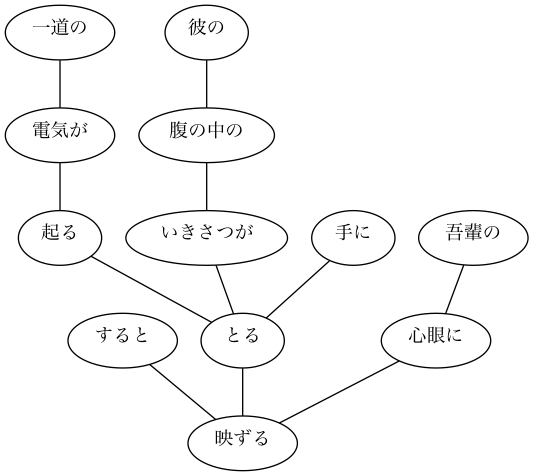 一道の 彼の
電気が 腹の中の
起る いきさつが 手に 吾輩の
すると とる 心眼に
映ずる